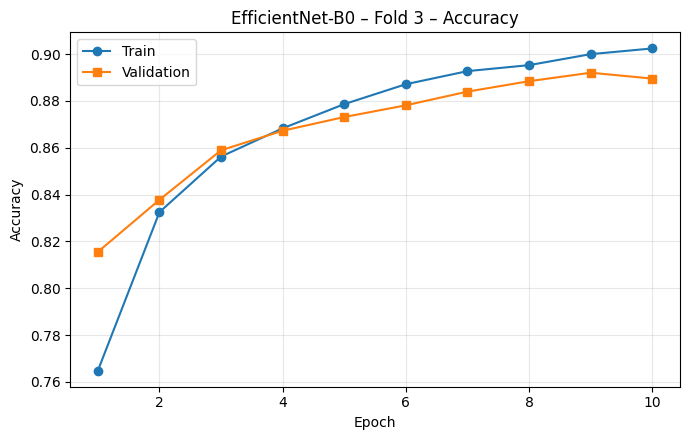 EfficientNet-B0 – Fold 3 – Accuracy
Train
Validation
Accuracy
0.90
0.88
0.86
0.84
0.82
0.80
0.78
0.76
2 4 6 8 10
Epoch